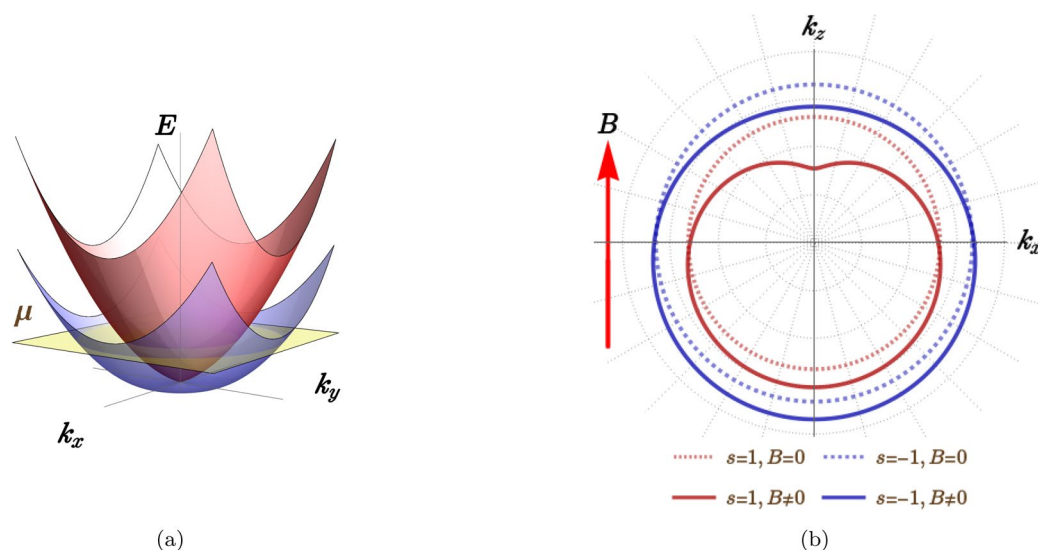 E
μ
k_y
k_x
(a)
k_z
B
k_x
s=1, B=0
s=-1, B=0
s=1, B≠0
s=-1, B≠0
(b)